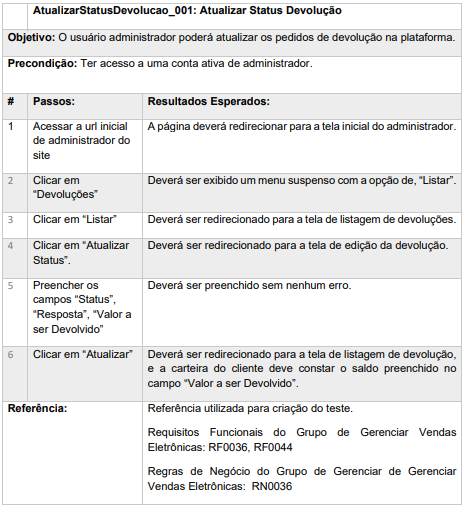 AtualizarStatusDevolucao_001: Atualizar Status Devolução
Objetivo: O usuário administrador poderá atualizar os pedidos de devolução na plataforma.
Precondição: Ter acesso a uma conta ativa de administrador.
# Passos: Resultados Esperados:
1 Acessar a url inicial de administrador do site A página deverá redirecionar para a tela inicial do administrador.
2 Clicar em “Devoluções” Deverá ser exibido um menu suspenso com a opção de, “Listar”.
3 Clicar em “Listar” Deverá ser redirecionado para a tela de listagem de devoluções.
4 Clicar em “Atualizar Status”. Deverá ser redirecionado para a tela de edição da devolução.
5 Preencher os campos “Status”, “Resposta”, “Valor a ser Devolvido” Deverá ser preenchido sem nenhum erro.
6 Clicar em “Atualizar” Deverá ser redirecionado para a tela de listagem de devolução,
e a carteira do cliente deve constar o saldo preenchido no
campo “Valor a ser Devolvido”.
Referência: Referência utilizada para criação do teste.
Requisitos Funcionais do Grupo de Gerenciar Vendas
Eletrônicas: RF0036, RF0044
Regras de Negócio do Grupo de Gerenciar de Gerenciar
Vendas Eletrônicas: RN0036